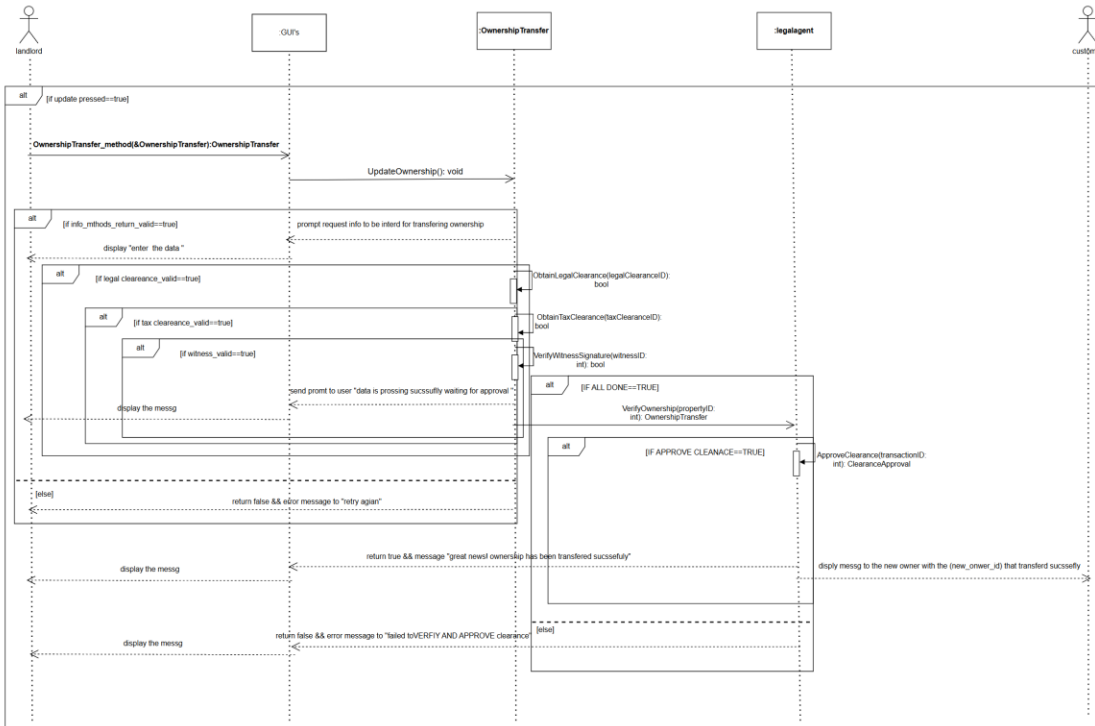 landlord
:GUI's
:OwnershipTransfer
:legalagent
custom
alt
[if update pressed==true]
OwnershipTransfer_method(&OwnershipTransfer):OwnershipTransfer
UpdateOwnership(): void
alt
[if info_mthods_return_valid==true]
prompt request info to be interd for transfering ownership
display "enter the data "
alt
[if legal cleareance_valid==true]
ObtainLegalClearance(legalClearanceID):
bool
alt
[if tax cleareance_valid==true]
ObtainTaxClearance(taxClearanceID):
bool
alt
[if witness_valid==true]
VerifyWitnessSignature(witnessID:
int): bool
alt
[IF ALL DONE==TRUE]
send promt to user "data is prossing sucssuflly waiting for approval "
display the messg
VerifyOwnership(propertyID:
int): OwnershipTransfer
alt
[IF APPROVE CLEANACE==TRUE]
ApproveClearance(transactionID:
int): ClearanceApproval
[else]
return false && error message to "retry agian"
return true && message "great news! ownership has been transfered sucssefuly"
display the messg
disply messg to the new owner with the (new_onwer_id) that transferd sucssefly
[else]
return false && error message to "failed toVERFIY AND APPROVE clearance"
display the messg